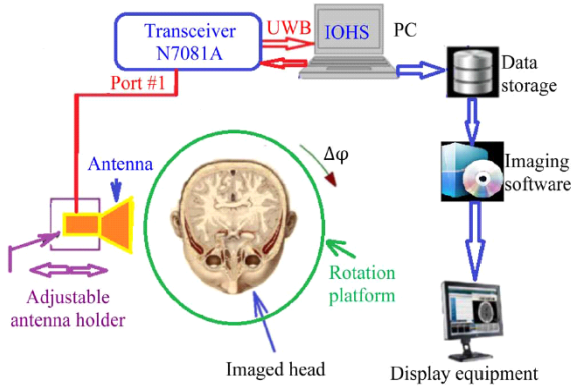 Transceiver
N7081A
UWB
IOHS
PC
Port #1
Data
storage
Antenna
Δφ
Imaging
software
Rotation
platform
Adjustable
antenna holder
Imaged head
Display equipment